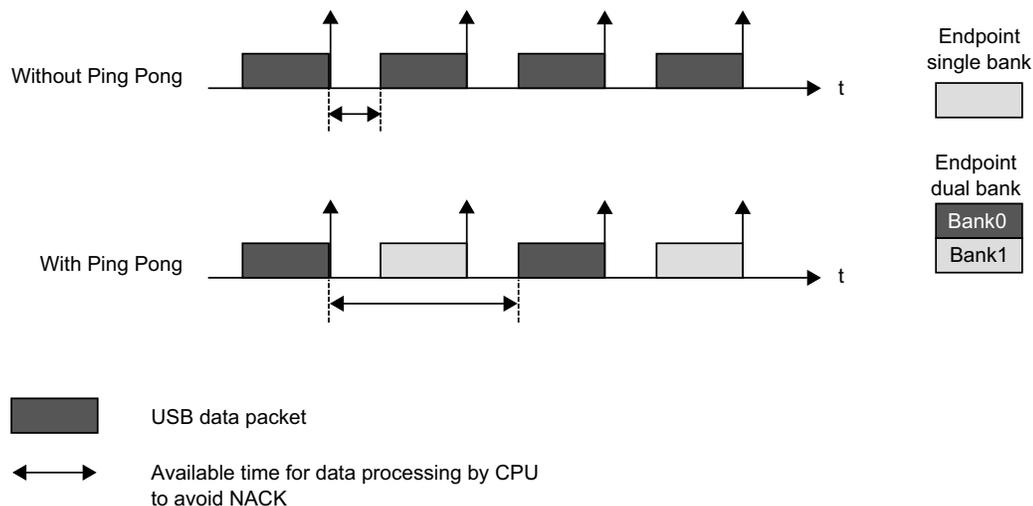 Without Ping Pong
t
Endpoint
single bank
With Ping Pong
t
Endpoint
dual bank
Bank0
Bank1
USB data packet
Available time for data processing by CPU
to avoid NACK